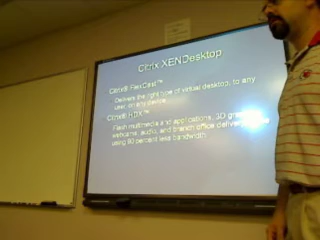 Citrix XENDesktop
Citrix® FlexCast™
Delivers the right type of virtual desktop, to any
user, on any device
Citrix® HDX™
Flash multimedia and applications, 3D
webcams, audio, and branch office delivery
using 90 percent less bandwidth